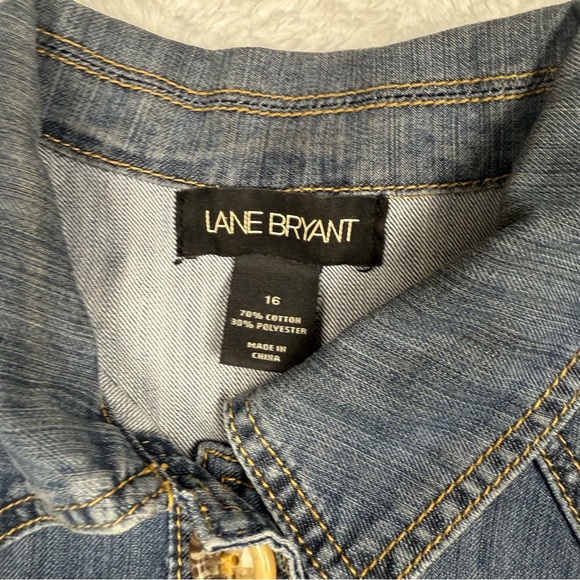 LANE BRYANT
16
70% COTTON
30% POLYESTER
MADE IN
CHINA